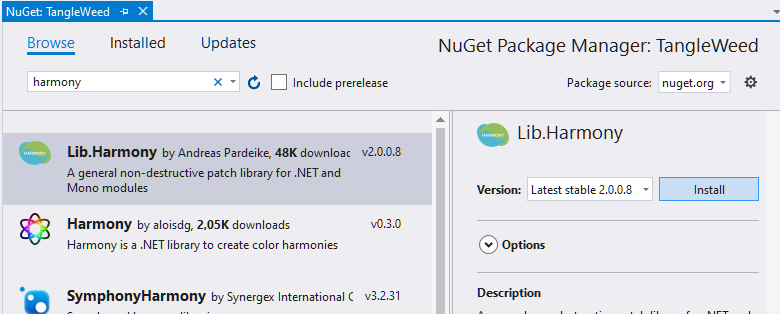 NuGet: TangleWeed
Browse Installed Updates
NuGet Package Manager: TangleWeed
harmony
Include prerelease
Package source: nuget.org
Lib.Harmony by Andreas Pardeike, 48K downloac v2.0.0.8
A general non-destructive patch library for .NET and
Mono modules
Harmony by aloisdg, 2,05K downloads v0.3.0
Harmony is a .NET library to create color harmonies
SymphonyHarmony by Synergex International C v3.2.31
HARMONY
Lib.Harmony
Version: Latest stable 2.0.0.8 Install
Options
Description